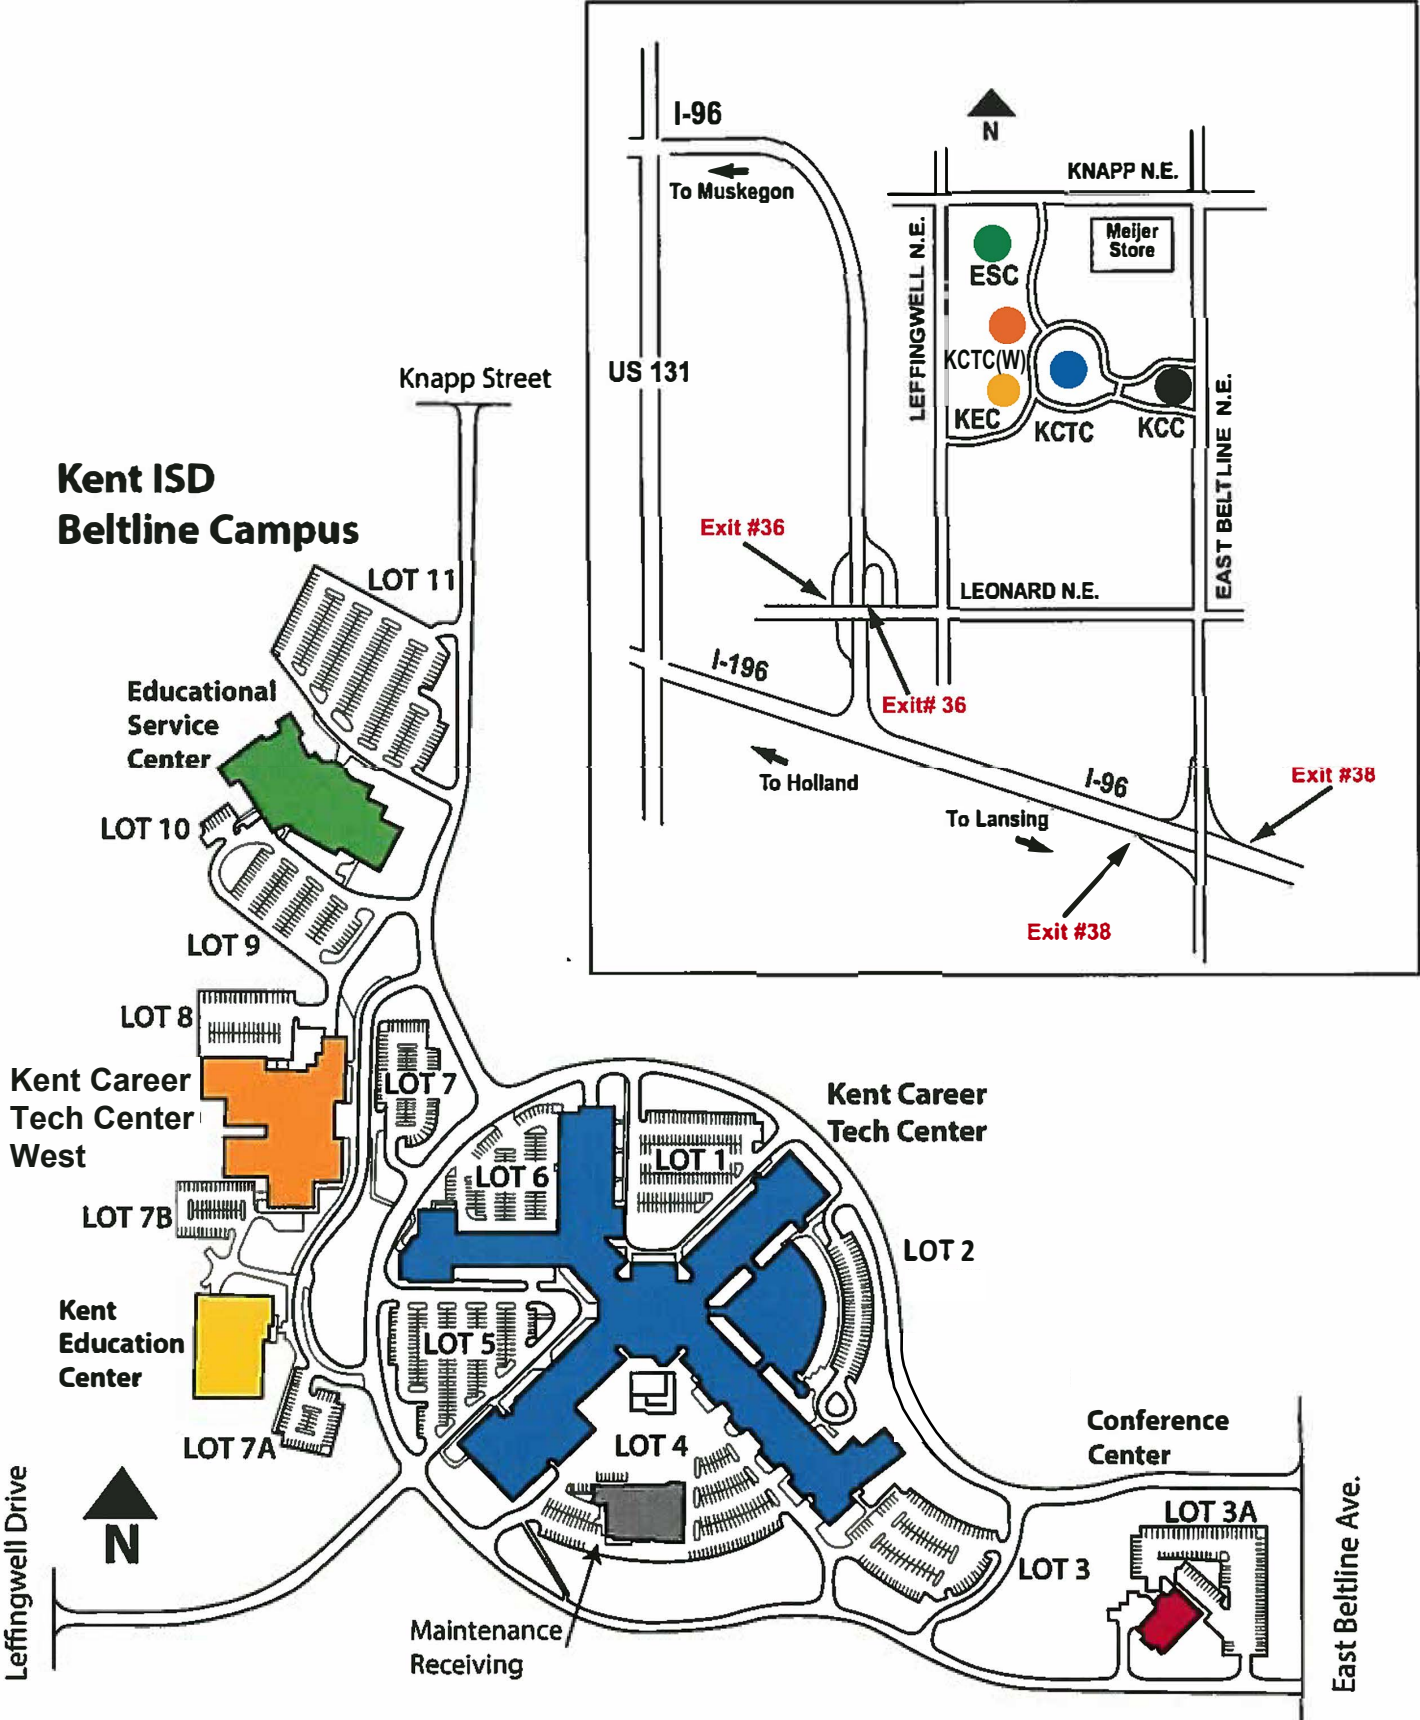 I-96
N
To Muskegon
KNAPP N.E.
LEFFINGWELL N.E.
Meijer
Store
ESC
KCTC(W)
KEC
KCTC
KCC
US 131
EAST BELTLINE N.E.
Exit #36
LEONARD N.E.
I-196
Exit# 36
To Holland
I-96
Exit #38
To Lansing
Exit #38
Knapp Street
Kent ISD
Beltline Campus
LOT 11
Educational
Service
Center
LOT 10
LOT 9
LOT 8
Kent Career
Tech Center
West
LOT 7
Kent Career
Tech Center
LOT 6
LOT 1
LOT 7B
LOT 2
Kent
Education
Center
LOT 5
LOT 7A
LOT 4
Conference
Center
LOT 3A
LOT 3
N
Leffingwell Drive
Maintenance
Receiving
East Beltline Ave.